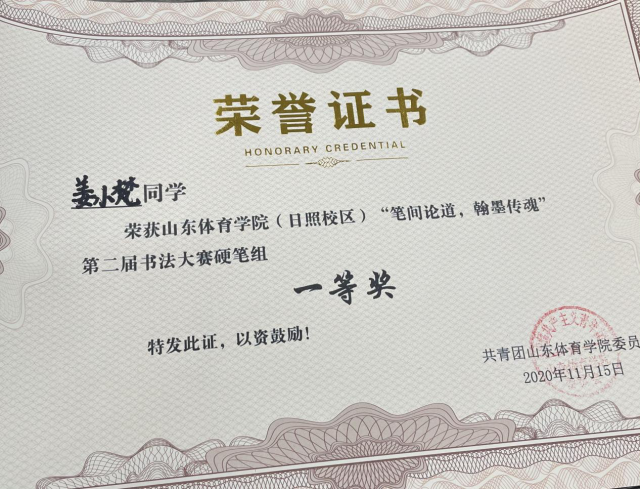 荣誉证书
HONORARY CREDENTIAL
姜小梵同学
荣获山东体育学院（日照校区）“笔间论道，翰墨传魂”
第二届书法大赛硬笔组
一等奖
特发此证，以资鼓励！
共青团山东体育学院委员
2020年11月15日